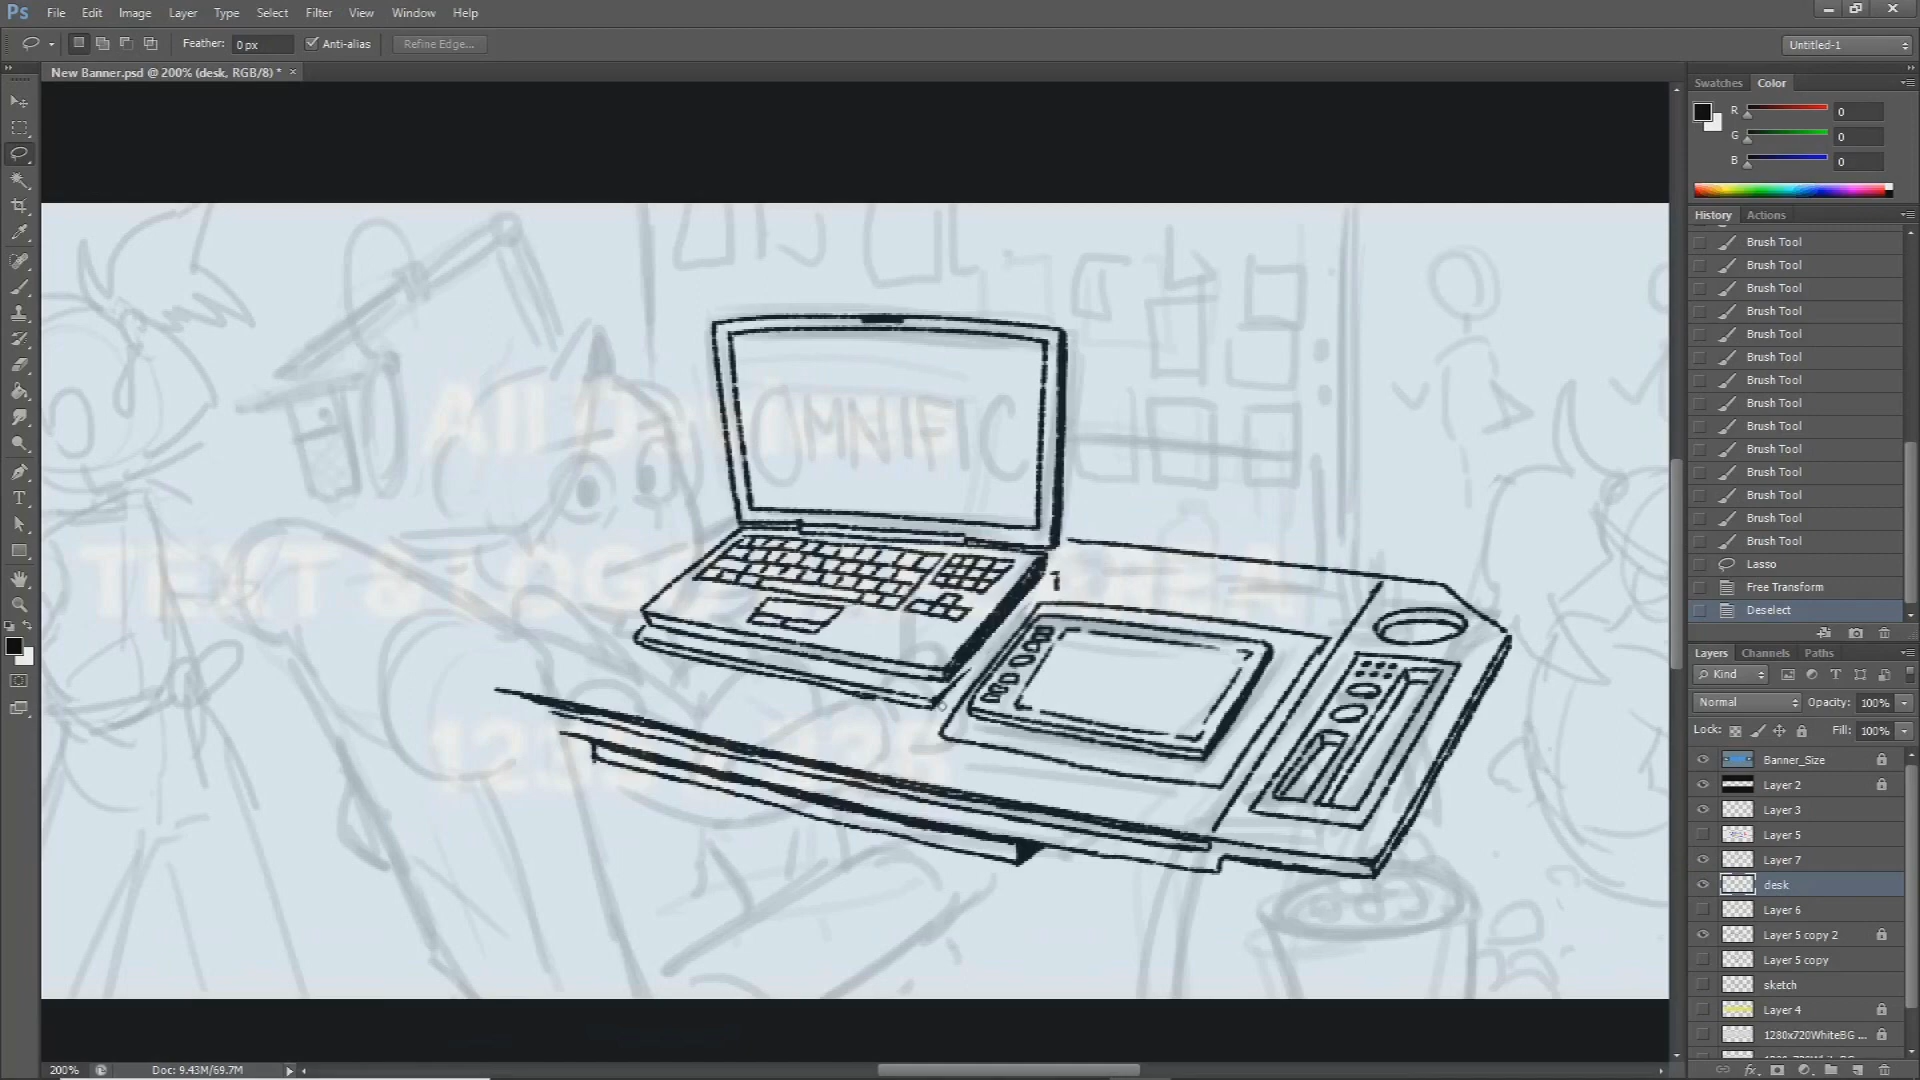 Ps File Edit Image Layer Type Select Filter View Window Help
Feather: 0 px Anti-alias Refine Edge... Untitled-1
New Banner.psd @ 200% (desk, RGB/8) * ×
Swatches Color
R 0
G 0
B 0
History Actions
Brush Tool
Brush Tool
Brush Tool
Brush Tool
Brush Tool
Brush Tool
Brush Tool
Brush Tool
Brush Tool
Brush Tool
Brush Tool
Brush Tool
Brush Tool
Brush Tool
Lasso
Free Transform
Deselect
Layers Channels Paths
Kind
Normal Opacity: 100%
Lock: Fill: 100%
Banner_Size
Layer 2
Layer 3
Layer 5
Layer 7
desk
Layer 6
Layer 5 copy 2
Layer 5 copy
sketch
Layer 4
1280x720WhiteBG ...
OMNIFIC
TEXT &
200% Doc: 9.43M/69.7M